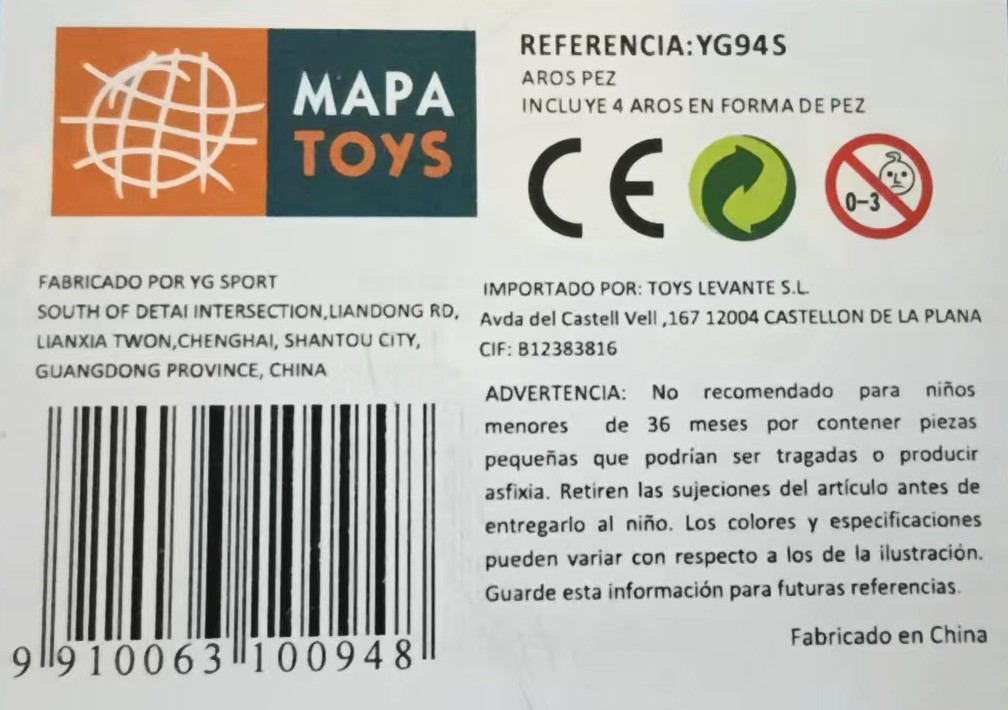 MAPA
TOYS
REFERENCIA:YG94S
AROS PEZ
INCLUYE 4 AROS EN FORMA DE PEZ
CE
0-3
FABRICADO POR YG SPORT
SOUTH OF DETAI INTERSECTION,LIANDONG RD,
LIANXIA TWON,CHENGHAI, SHANTOU CITY,
GUANGDONG PROVINCE, CHINA
9 910063 100948
IMPORTADO POR: TOYS LEVANTE S.L.
Avda del Castell Vell ,167 12004 CASTELLON DE LA PLANA
CIF: B12383816
ADVERTENCIA: No recomendado para niños
menores de 36 meses por contener piezas
pequeñas que podrían ser tragadas o producir
asfixia. Retiren las sujeciones del artículo antes de
entregarlo al niño. Los colores y especificaciones
pueden variar con respecto a los de la ilustración.
Guarde esta información para futuras referencias.
Fabricado en China